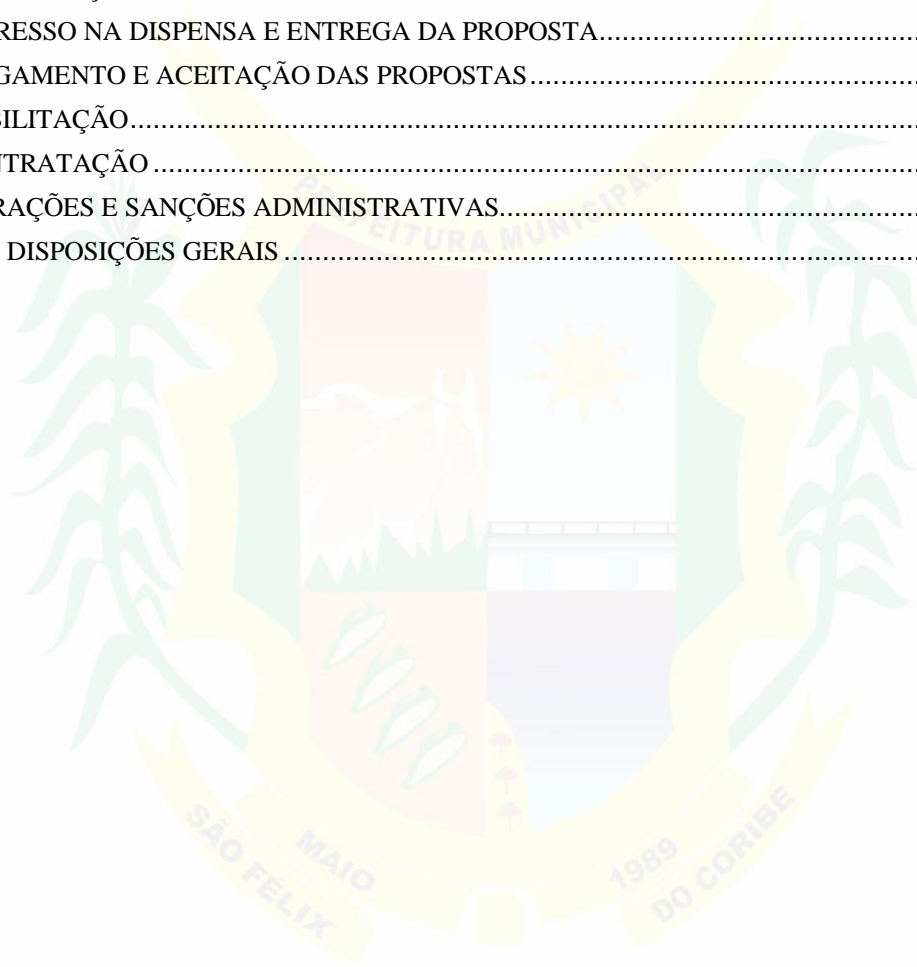 RESSO NA DISPENSA E ENTREGA DA PROPOSTA
GAMENTO E ACEITAÇÃO DAS PROPOSTAS
BILITAÇÃO
NTRATAÇÃO
RAÇÕES E SANÇÕES ADMINISTRATIVAS
DISPOSIÇÕES GERAIS
PREFEITURA MUNICIPAL
SÃO FÉLIX
MAIO
1989
DO CORIBE